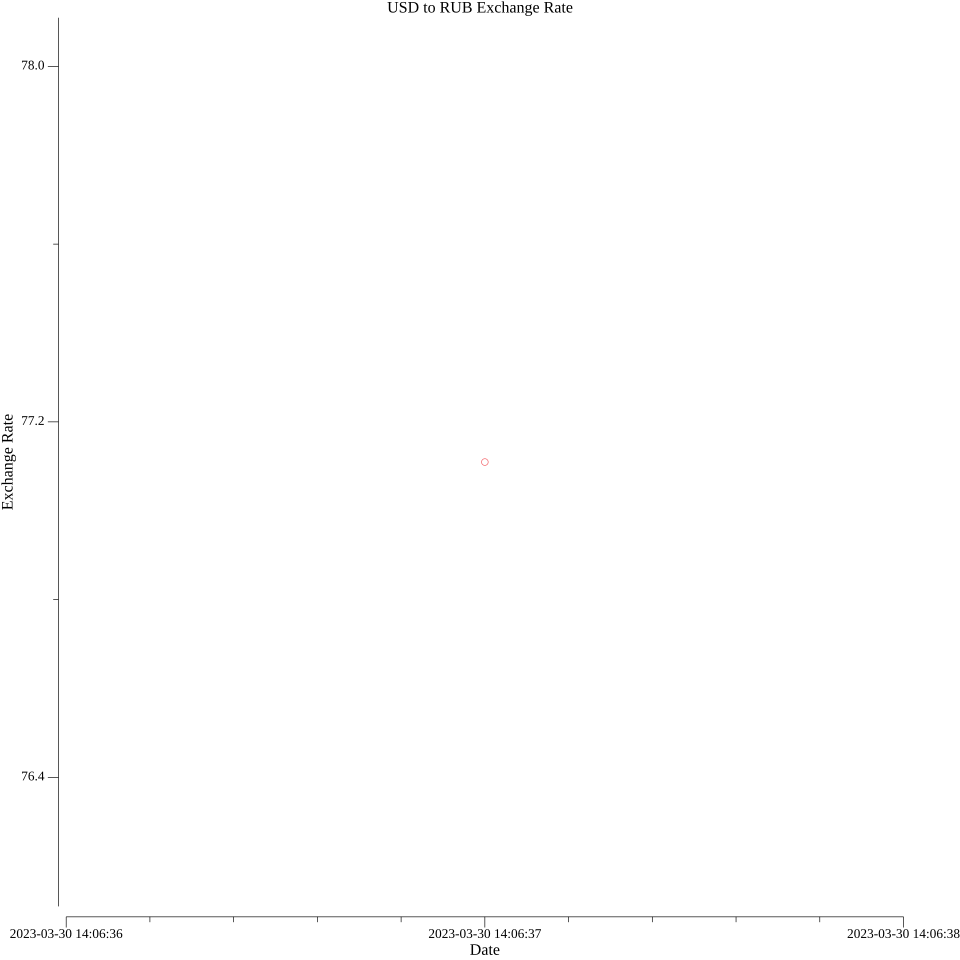 USD to RUB Exchange Rate
78.0
77.2
76.4
Exchange Rate
2023-03-30 14:06:36
2023-03-30 14:06:37
2023-03-30 14:06:38
Date